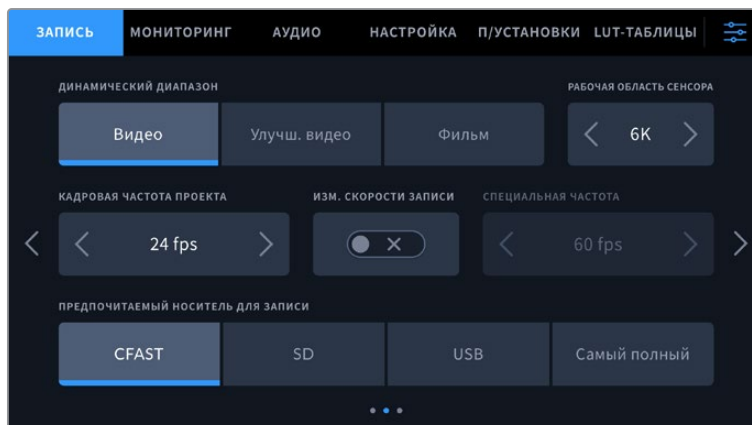 ЗАПИСЬ МОНИТОРИНГ АУДИО НАСТРОЙКА П/УСТАНОВКИ LUT-ТАБЛИЦЫ
ДИНАМИЧЕСКИЙ ДИАПАЗОН РАБОЧАЯ ОБЛАСТЬ СЕНСОРА
Видео Улучш. видео Фильм 6K
КАДРОВАЯ ЧАСТОТА ПРОЕКТА ИЗМ. СКОРОСТИ ЗАПИСИ СПЕЦИАЛЬНАЯ ЧАСТОТА
24 fps 60 fps
ПРЕДПОЧИТАЕМЫЙ НОСИТЕЛЬ ДЛЯ ЗАПИСИ
CFAST SD USB Самый полный